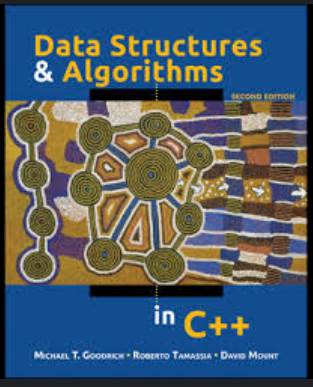 Data Structures
& Algorithms
SECOND EDITION
in C++
MICHAEL T. GOODRICH • ROBERTO TAMASSIA • DAVID MOUNT